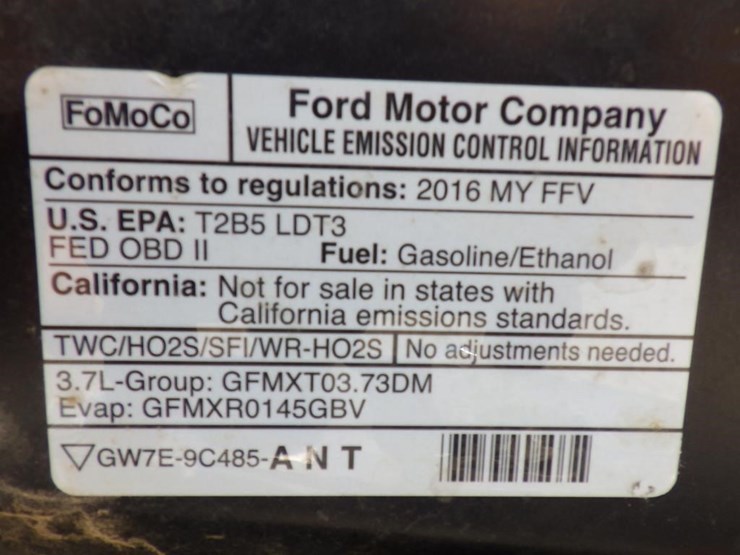 FoMoCo
Ford Motor Company
VEHICLE EMISSION CONTROL INFORMATION
Conforms to regulations: 2016 MY FFV
U.S. EPA: T2B5 LDT3
FED OBD II Fuel: Gasoline/Ethanol
California: Not for sale in states with
California emissions standards.
TWC/HO2S/SFI/WR-HO2S No adjustments needed.
3.7L-Group: GFMXT03.73DM
Evap: GFMXR0145GBV
▽GW7E-9C485-A N T